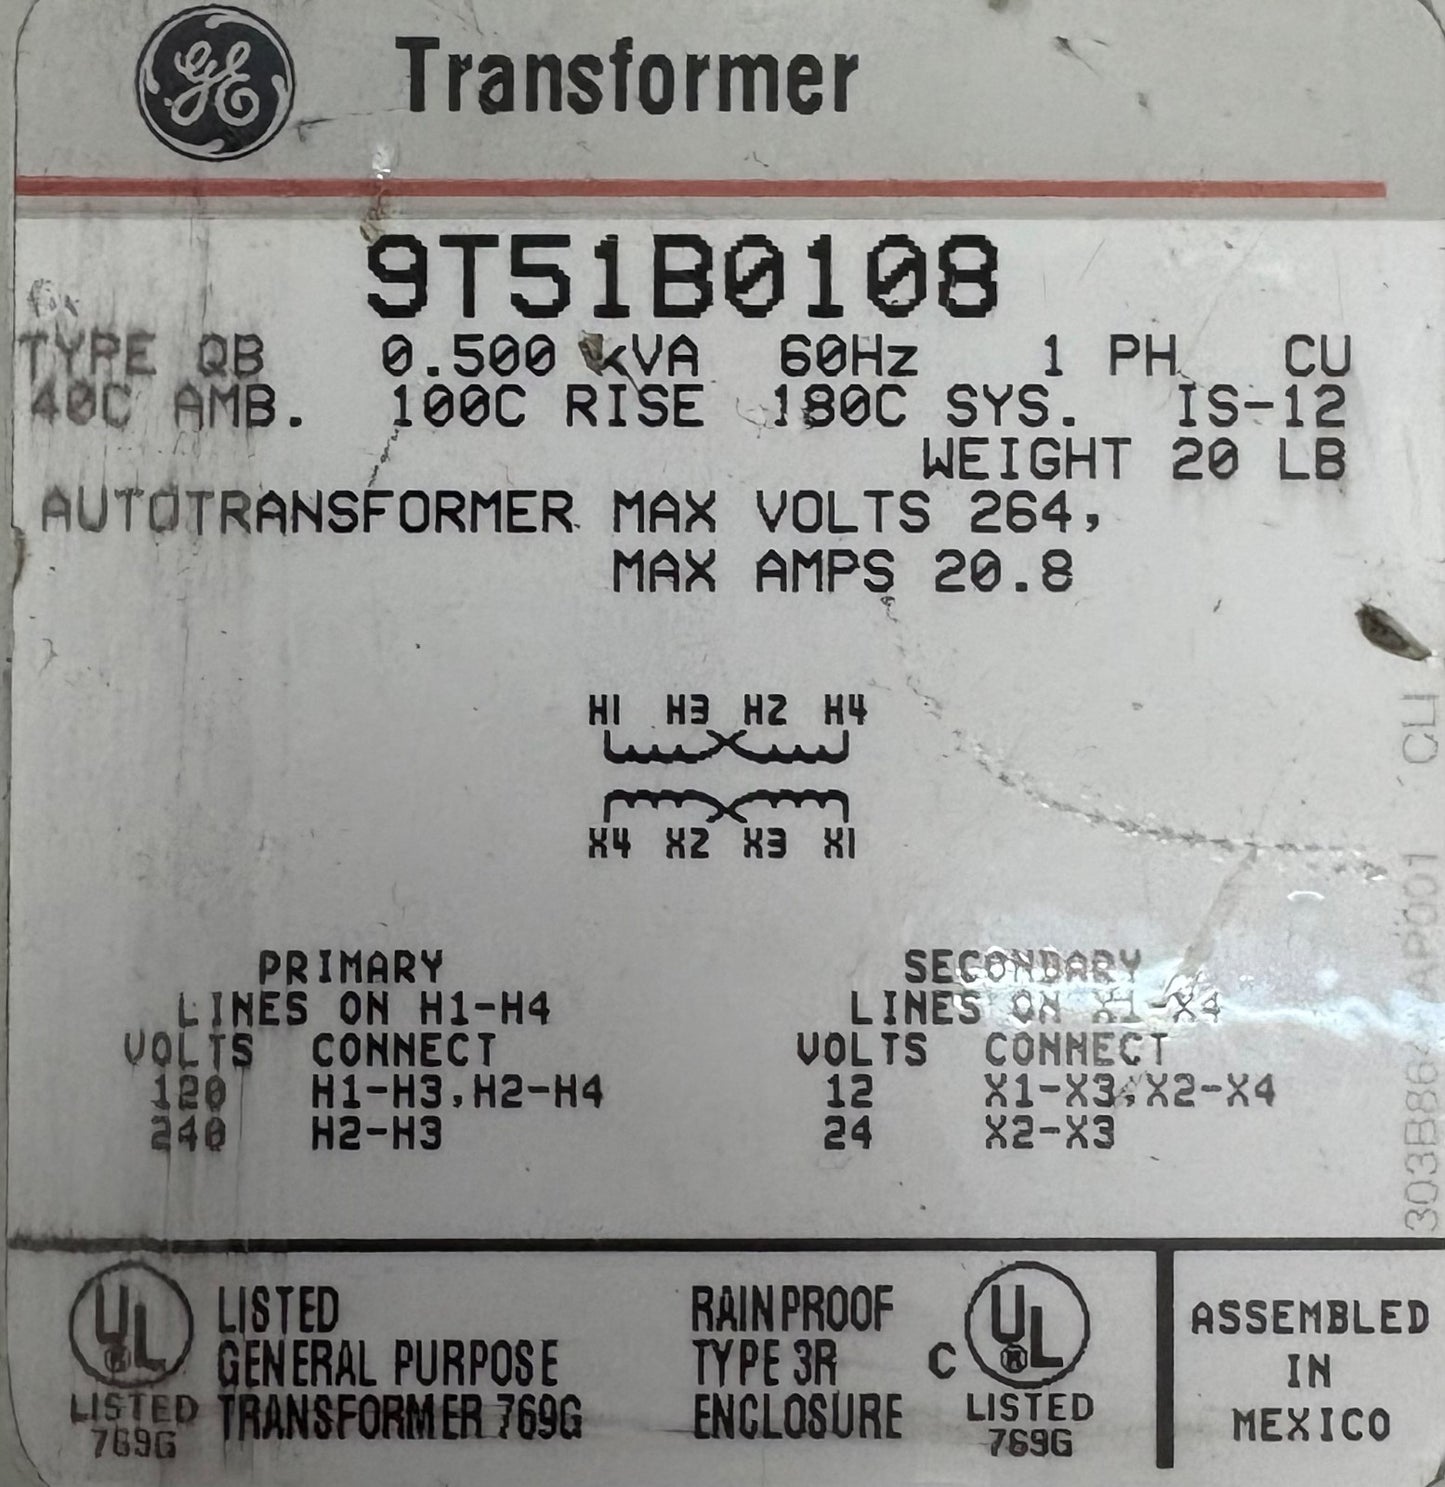 GE Transformer
9T51B0108
TYPE QB 0.500 kVA 60Hz 1 PH CU
40C AMB. 100C RISE 180C SYS. IS-12
WEIGHT 20 LB
AUTOTRANSFORMER MAX VOLTS 264,
MAX AMPS 20.8
H1 H3 H2 H4
X4 X2 X3 X1
PRIMARY
LINES ON H1-H4
VOLTS CONNECT
120 H1-H3,H2-H4
240 H2-H3
SECONDARY
LINES ON X1-X4
VOLTS CONNECT
12 X1-X3,X2-X4
24 X2-X3
CLI
UL®
LISTED
769G
LISTED
GENERAL PURPOSE
TRANSFORMER 769G
RAINPROOF
TYPE 3R
ENCLOSURE
C UL®
LISTED
769G
ASSEMBLED
IN
MEXICO